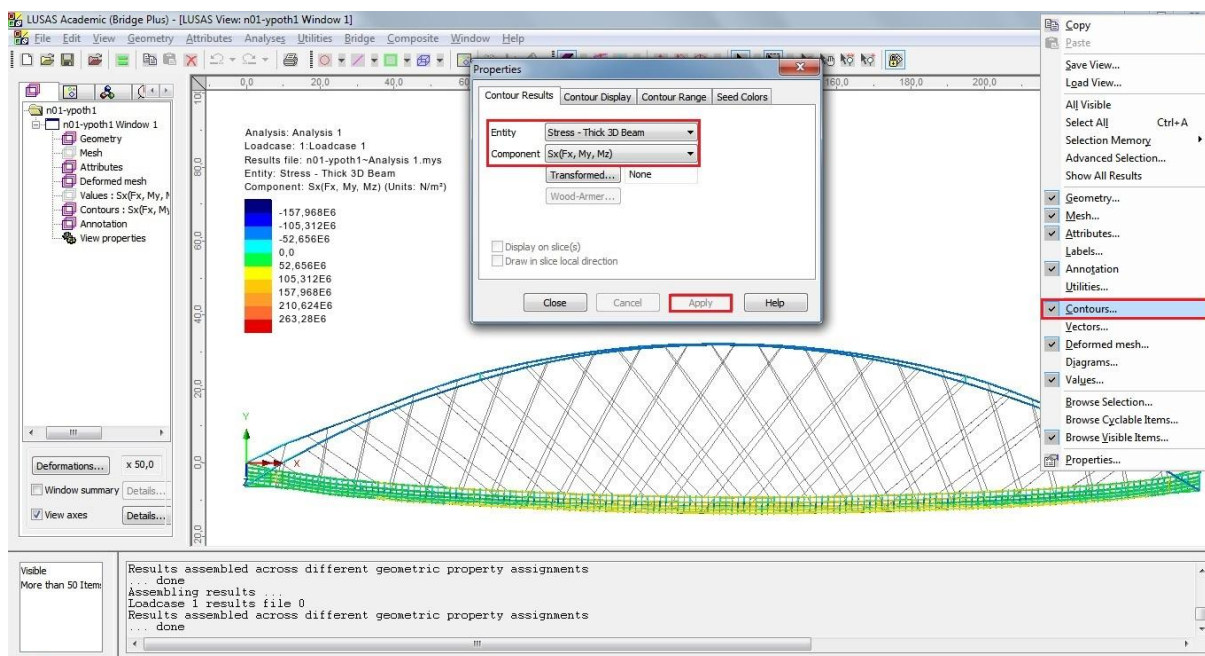 LUSAS Academic (Bridge Plus) - [LUSAS View: n01-ypoth1 Window 1]
File Edit View Geometry Attributes Analyses Utilities Bridge Composite Window Help
n01-ypoth1
n01-ypoth1 Window 1
Geometry
Mesh
Attributes
Deformed mesh
Values : Sx(Fx, My, M
Contours : Sx(Fx, My
Annotation
View properties
Deformations...
x 50,0
Window summary
Details...
View axes
Details...
0,0 20,0 40,0 60 160,0 180,0 200,0
80,0
60,0
40,0
20,0
0,0
20,0
Analysis: Analysis 1
Loadcase: 1:Loadcase 1
Results file: n01-ypoth1~Analysis 1.mys
Entity: Stress - Thick 3D Beam
Component: Sx(Fx, My, Mz) (Units: N/m²)
-157,968E6
-105,312E6
-52,656E6
0,0
52,656E6
105,312E6
157,968E6
210,624E6
263,28E6
Y
X
Properties
Contour Results Contour Display Contour Range Seed Colors
Entity Stress - Thick 3D Beam
Component Sx(Fx, My, Mz)
Transformed... None
Wood-Armer...
Display on slice(s)
Draw in slice local direction
Close Cancel Apply Help
Copy
Paste
Save View...
Load View...
All Visible
Select All Ctrl+A
Selection Memory
Advanced Selection...
Show All Results
Geometry...
Mesh...
Attributes...
Labels...
Annotation
Utilities...
Contours...
Vectors...
Deformed mesh...
Diagrams...
Values...
Browse Selection...
Browse Cyclable Items...
Browse Visible Items...
Properties...
Visible
More than 50 Items
Results assembled across different geometric property assignments
... done
Assembling results ...
Loadcase 1 results file 0
Results assembled across different geometric property assignments
... done